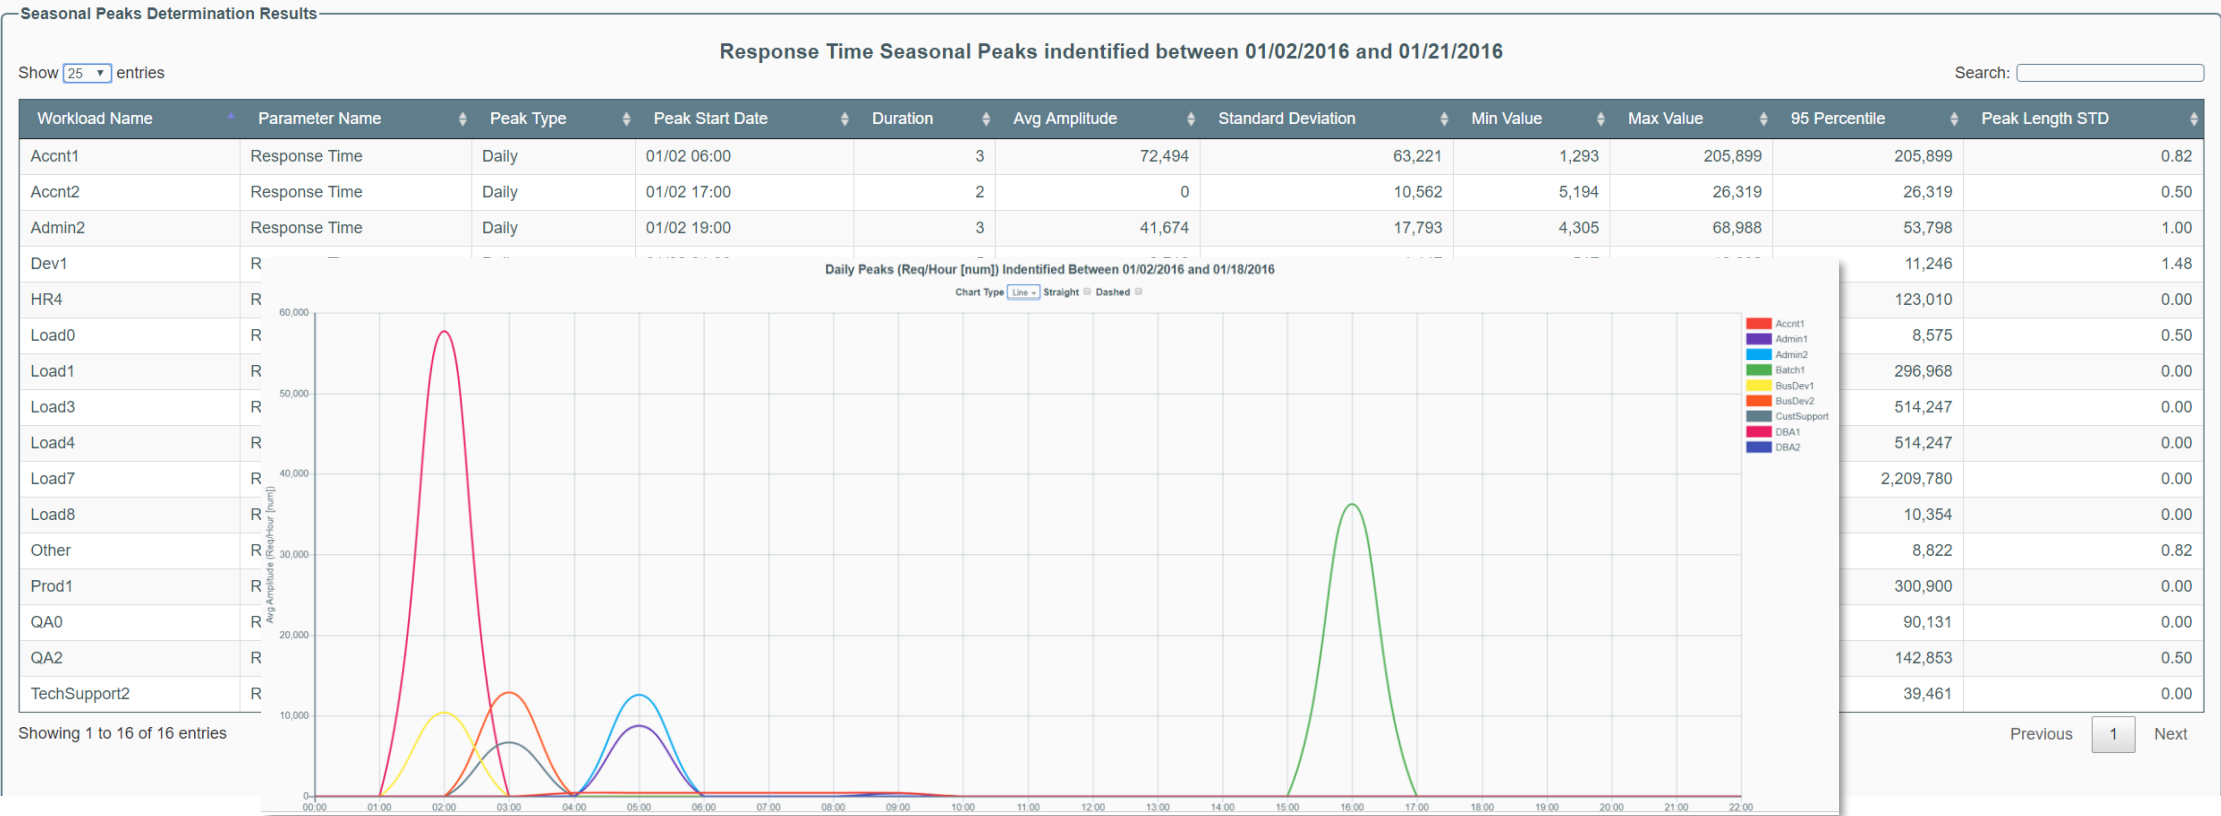 Seasonal Peaks Determination Results
Response Time Seasonal Peaks indentified between 01/02/2016 and 01/21/2016
Show 25 entries
Search:
Workload Name Parameter Name Peak Type Peak Start Date Duration Avg Amplitude Standard Deviation Min Value Max Value 95 Percentile Peak Length STD
Accnt1 Response Time Daily 01/02 06:00 3 72,494 63,221 1,293 205,899 205,899 0.82
Accnt2 Response Time Daily 01/02 17:00 2 0 10,562 5,194 26,319 26,319 0.50
Admin2 Response Time Daily 01/02 19:00 3 41,674 17,793 4,305 68,988 53,798 1.00
Dev1 R 11,246 1.48
HR4 R 123,010 0.00
Load0 R 8,575 0.50
Load1 R 296,968 0.00
Load3 R 514,247 0.00
Load4 R 514,247 0.00
Load7 R 2,209,780 0.00
Load8 R 10,354 0.00
Other R 8,822 0.82
Prod1 R 300,900 0.00
QA0 R 90,131 0.00
QA2 R 142,853 0.50
TechSupport2 R 39,461 0.00
Showing 1 to 16 of 16 entries
Previous 1 Next
Daily Peaks (Req/Hour [num]) Indentified Between 01/02/2016 and 01/18/2016
Chart Type Line Straight Dashed
Avg Amplitude (Req/Hour [num])
60,000
50,000
40,000
30,000
20,000
10,000
0
00:00 01:00 02:00 03:00 04:00 05:00 06:00 07:00 08:00 09:00 10:00 11:00 12:00 13:00 14:00 15:00 16:00 17:00 18:00 19:00 20:00 21:00 22:00
Accnt1
Admin1
Admin2
Batch1
BusDev1
BusDev2
CustSupport
DBA1
DBA2